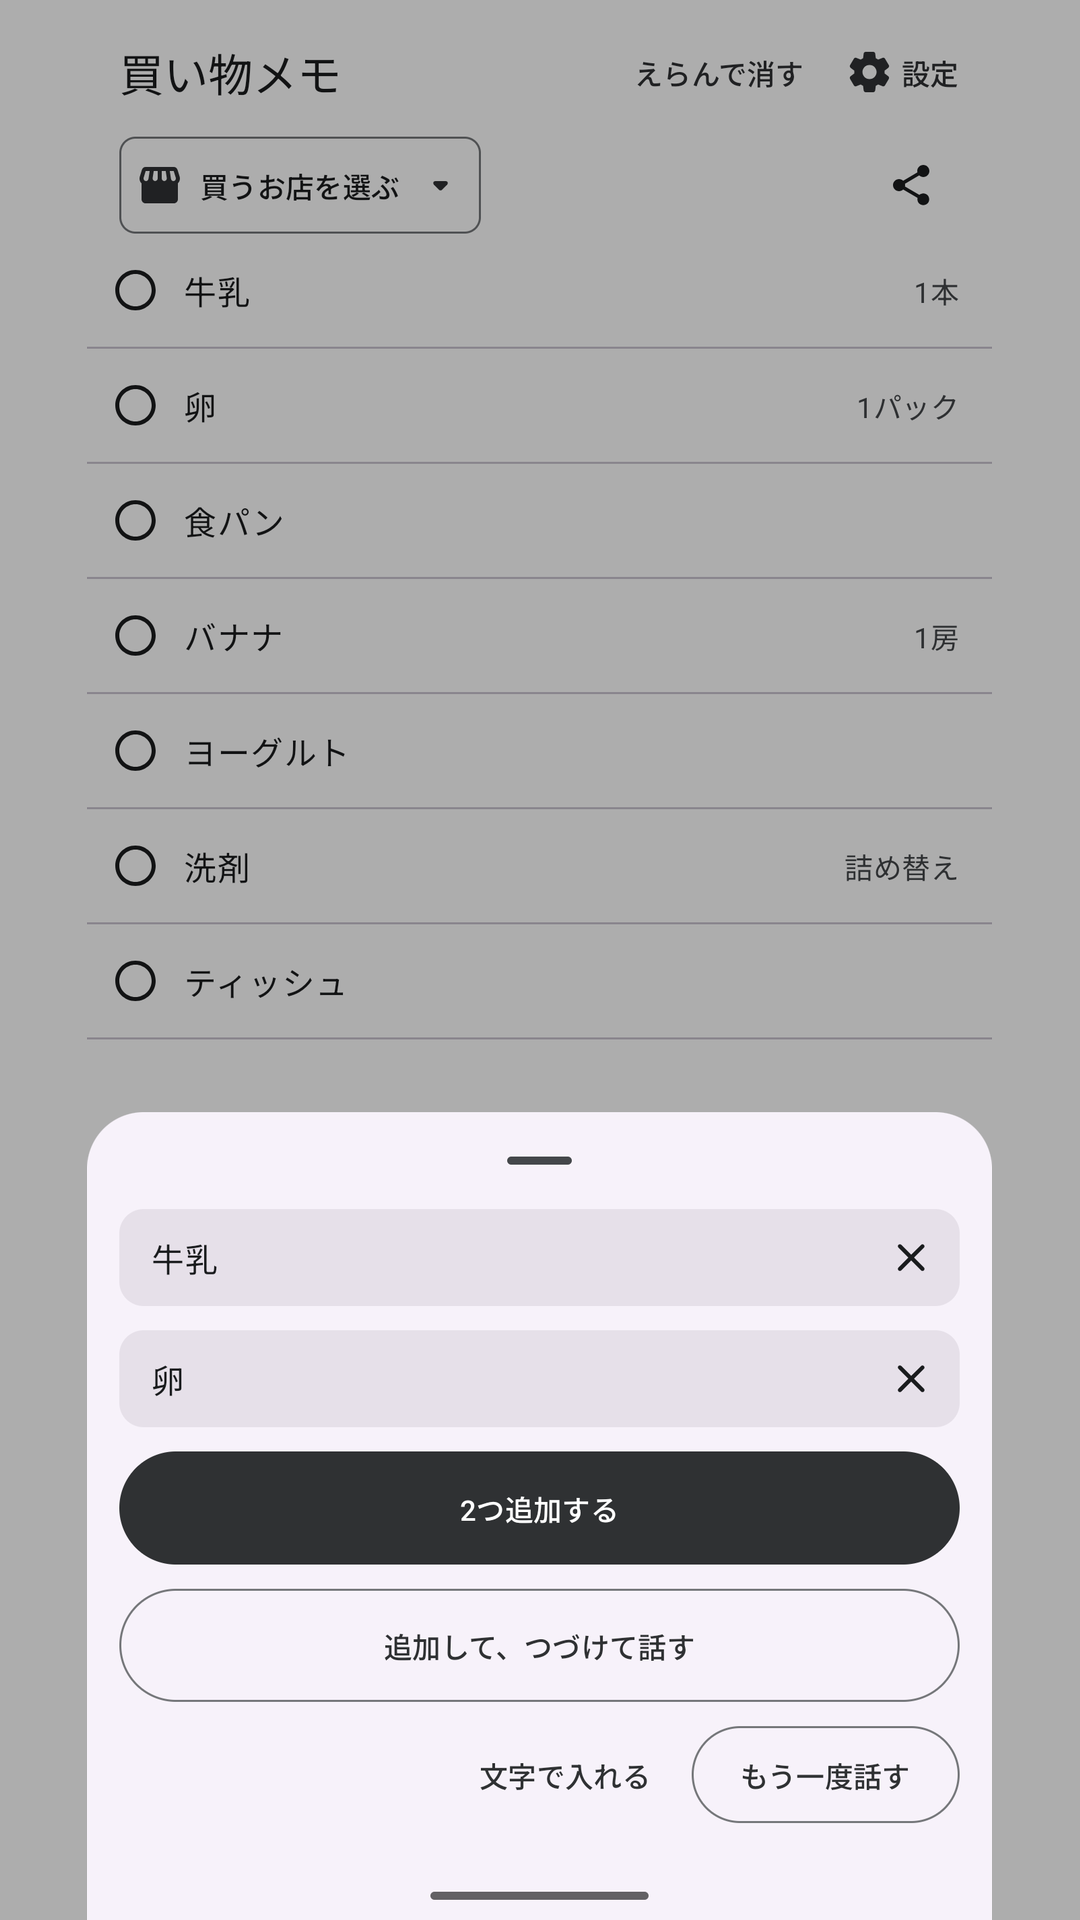 買い物メモ
えらんで消す
設定
買うお店を選ぶ
牛乳
1本
卵
1パック
食パン
バナナ
1房
ヨーグルト
洗剤
詰め替え
ティッシュ
牛乳
卵
2つ追加する
追加して、つづけて話す
文字で入れる
もう一度話す